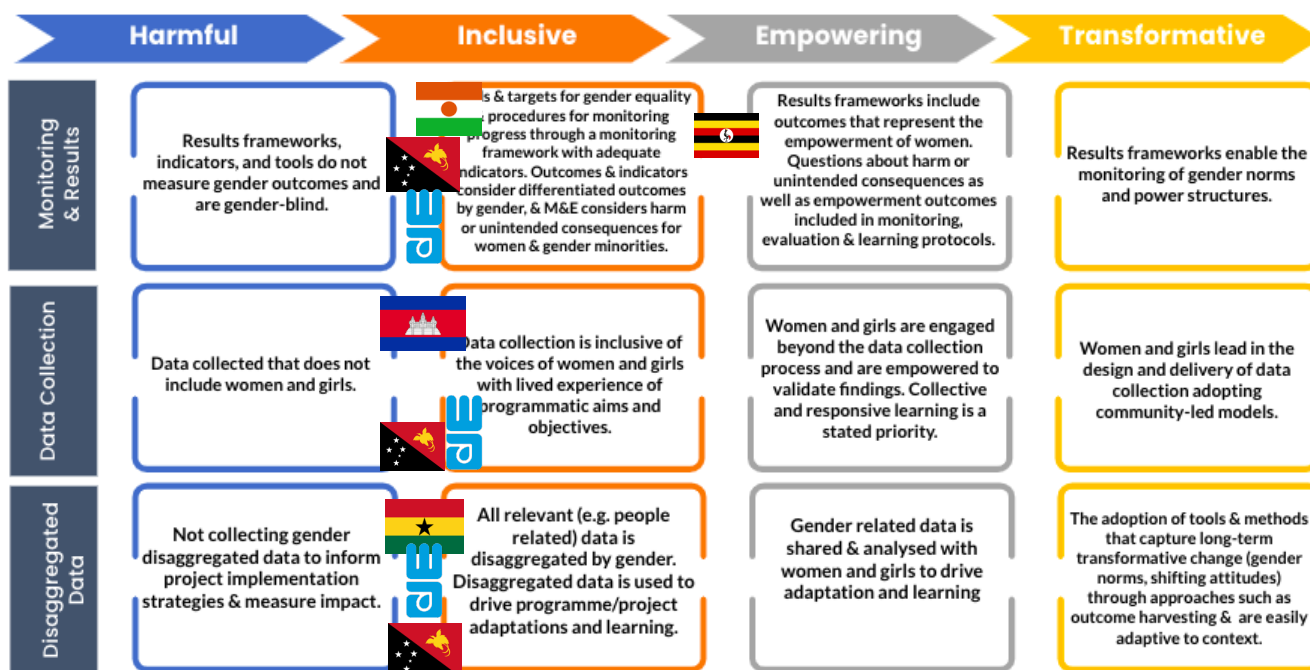 Harmful
Inclusive
Empowering
Transformative
Monitoring
& Results
Results frameworks,
indicators, and tools do not
measure gender outcomes and
are gender-blind.
& targets for gender equality
procedures for monitoring
progress through a monitoring
framework with adequate
indicators. Outcomes & indicators
consider differentiated outcomes
by gender, & M&E considers harm
or unintended consequences for
women & gender minorities.
Results frameworks include
outcomes that represent the
empowerment of women.
Questions about harm or
unintended consequences as
well as empowerment outcomes
included in monitoring,
evaluation & learning protocols.
Results frameworks enable the
monitoring of gender norms
and power structures.
Data Collection
Data collected that does not
include women and girls.
Data collection is inclusive of
the voices of women and girls
with lived experience of
programmatic aims and
objectives.
Women and girls are engaged
beyond the data collection
process and are empowered to
validate findings. Collective
and responsive learning is a
stated priority.
Women and girls lead in the
design and delivery of data
collection adopting
community-led models.
Disaggregated
Data
Not collecting gender
disaggregated data to inform
project implementation
strategies & measure impact.
All relevant (e.g. people
related) data is
disaggregated by gender.
Disaggregated data is used to
drive programme/project
adaptations and learning.
Gender related data is
shared & analysed with
women and girls to drive
adaptation and learning
The adoption of tools & methods
that capture long-term
transformative change (gender
norms, shifting attitudes)
through approaches such as
outcome harvesting & are easily
adaptive to context.